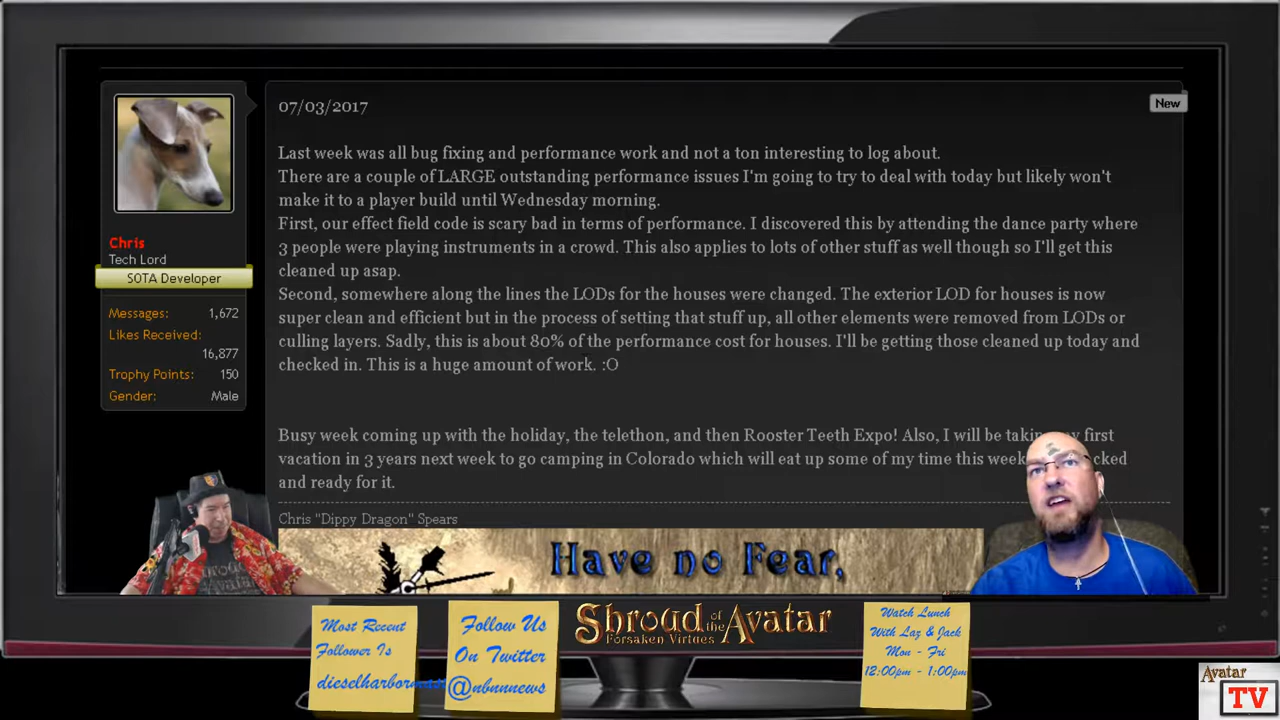 07/03/2017
New
Last week was all bug fixing and performance work and not a ton interesting to log about.
There are a couple of LARGE outstanding performance issues I'm going to try to deal with today but likely won't
make it to a player build until Wednesday morning.
First, our effect field code is scary bad in terms of performance. I discovered this by attending the dance party where
3 people were playing instruments in a crowd. This also applies to lots of other stuff as well though so I'll get this
cleaned up asap.
Second, somewhere along the lines the LODs for the houses were changed. The exterior LOD for houses is now
super clean and efficient but in the process of setting that stuff up, all other elements were removed from LODs or
culling layers. Sadly, this is about 80% of the performance cost for houses. I'll be getting those cleaned up today and
checked in. This is a huge amount of work. :O
Busy week coming up with the holiday, the telethon, and then Rooster Teeth Expo! Also, I will be first
vacation in 3 years next week to go camping in Colorado which will eat up some of my time this week
and ready for it.
Chris "Dippy Dragon" Spears
Chris
Tech Lord
SOTA Developer
Messages: 1,672
Likes Received:
16,877
Trophy Points: 150
Gender: Male
Have no Fear,
Most Recent
Follower Is
Follow Us
On Twitter
@nbnnnews
Shroud of the Avatar
Forsaken Virtues
Watch Lunch
With Laz & Jack
Mon - Fri
12:00pm - 1:00pm
Avatar
TV